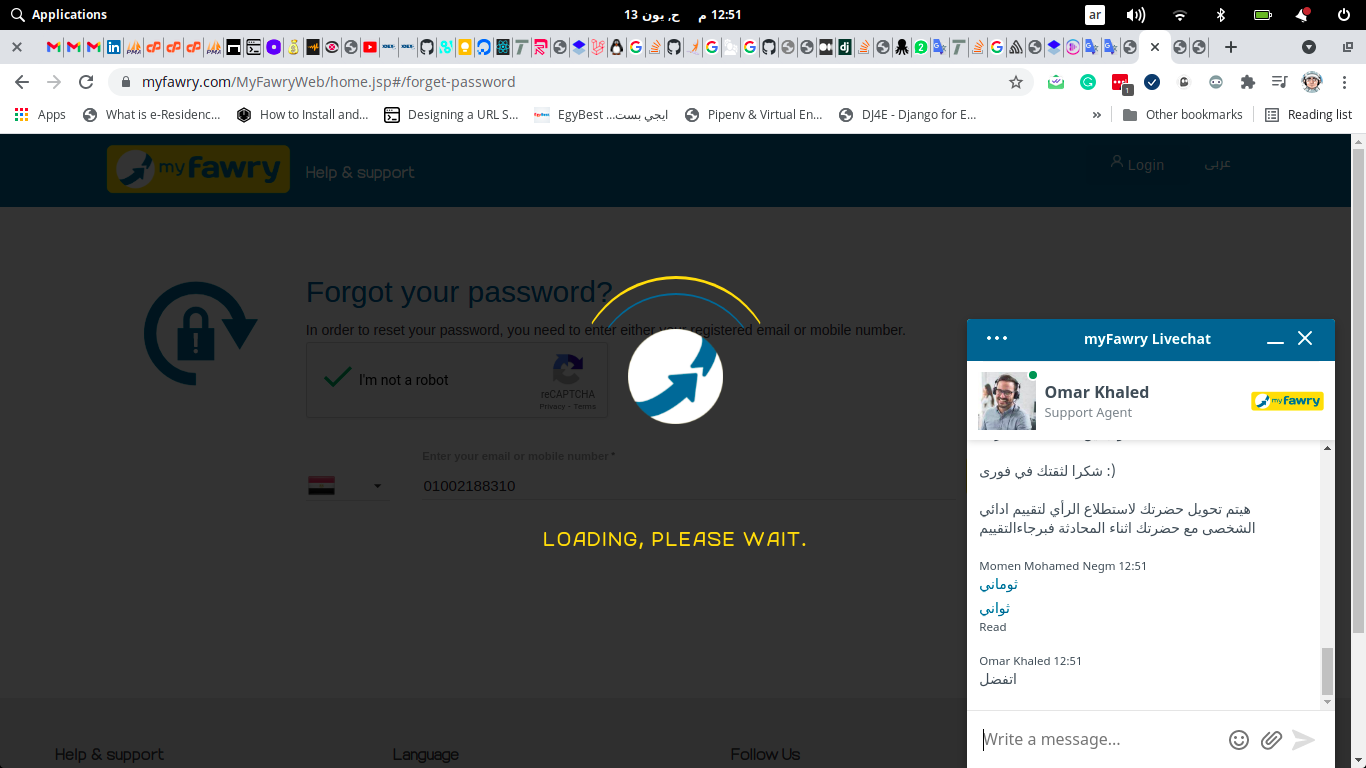 Applications
13 ح, يون 12:51 م
ar
myfawry.com/MyFawryWeb/home.jsp#/forget-password
1
Apps
What is e-Residenc...
How to Install and...
Designing a URL S...
EgyBest ...ايجي بست
Pipenv & Virtual En...
DJ4E - Django for E...
»
Other bookmarks
Reading list
my fawry
Help & support
Login
عربى
Forgot your password?
In order to reset your password, you need to enter either your registered email or mobile number.
I'm not a robot
reCAPTCHA
Privacy - Terms
Enter your email or mobile number *
01002188310
LOADING, PLEASE WAIT.
Help & support
Language
Follow Us
myFawry Livechat
Omar Khaled
Support Agent
my fawry
شكرا لثقتك في فورى :)
هيتم تحويل حضرتك لاستطلاع الرأي لتقييم ادائي
الشخصى مع حضرتك اثناء المحادثة فبرجاءالتقييم
Momen Mohamed Negm 12:51
ثوماني
ثواني
Read
Omar Khaled 12:51
اتفضل
Write a message...